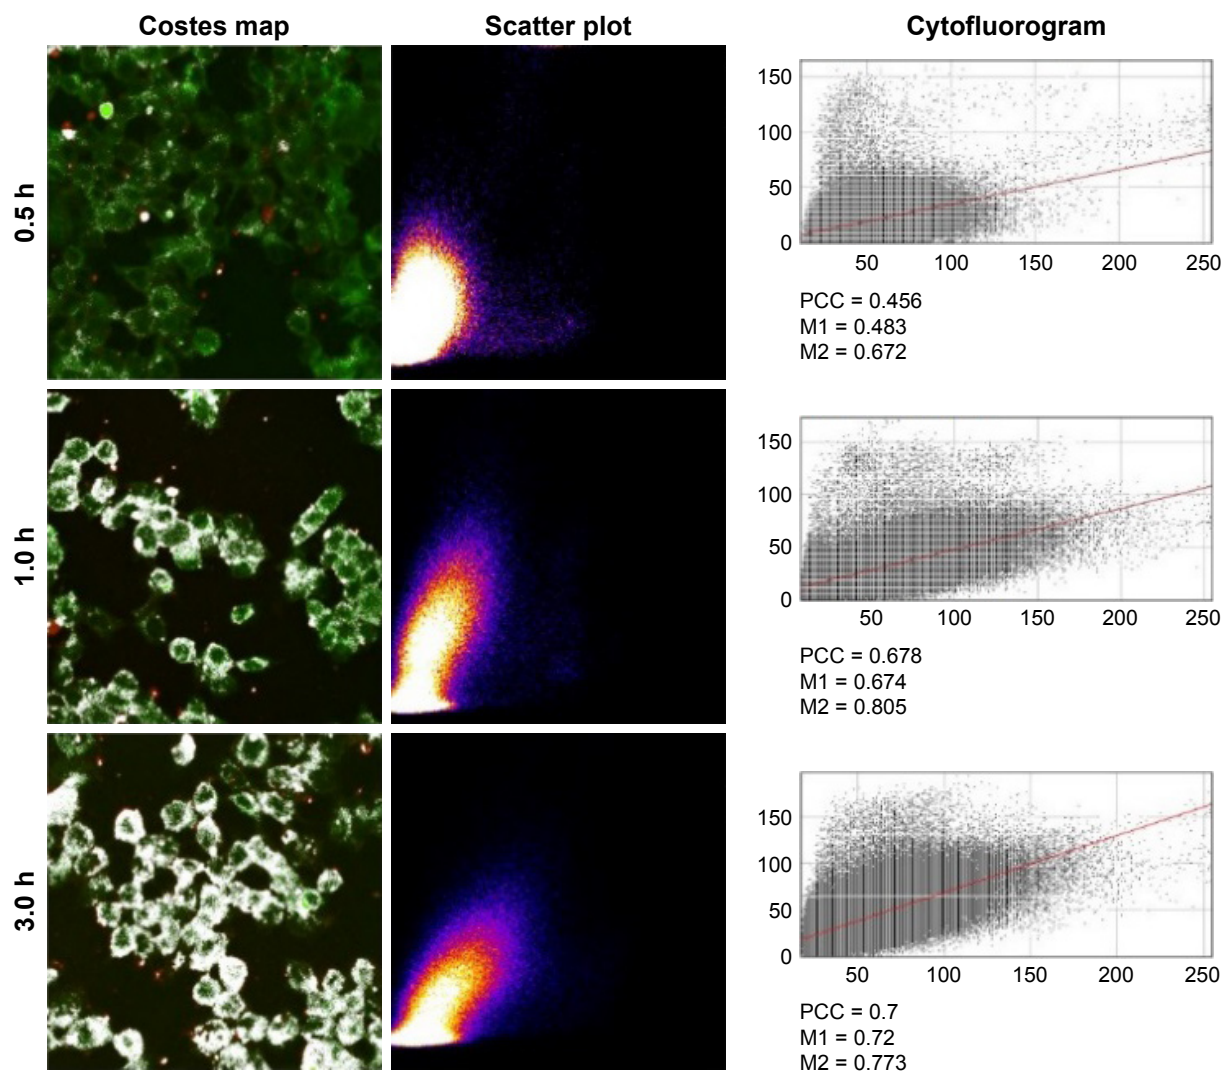 Costes map Scatter plot Cytofluorogram
0.5 h
150
100
50
0
50 100 150 200 250
PCC = 0.456
M1 = 0.483
M2 = 0.672
1.0 h
150
100
50
0
50 100 150 200 250
PCC = 0.678
M1 = 0.674
M2 = 0.805
3.0 h
150
100
50
0
50 100 150 200 250
PCC = 0.7
M1 = 0.72
M2 = 0.773